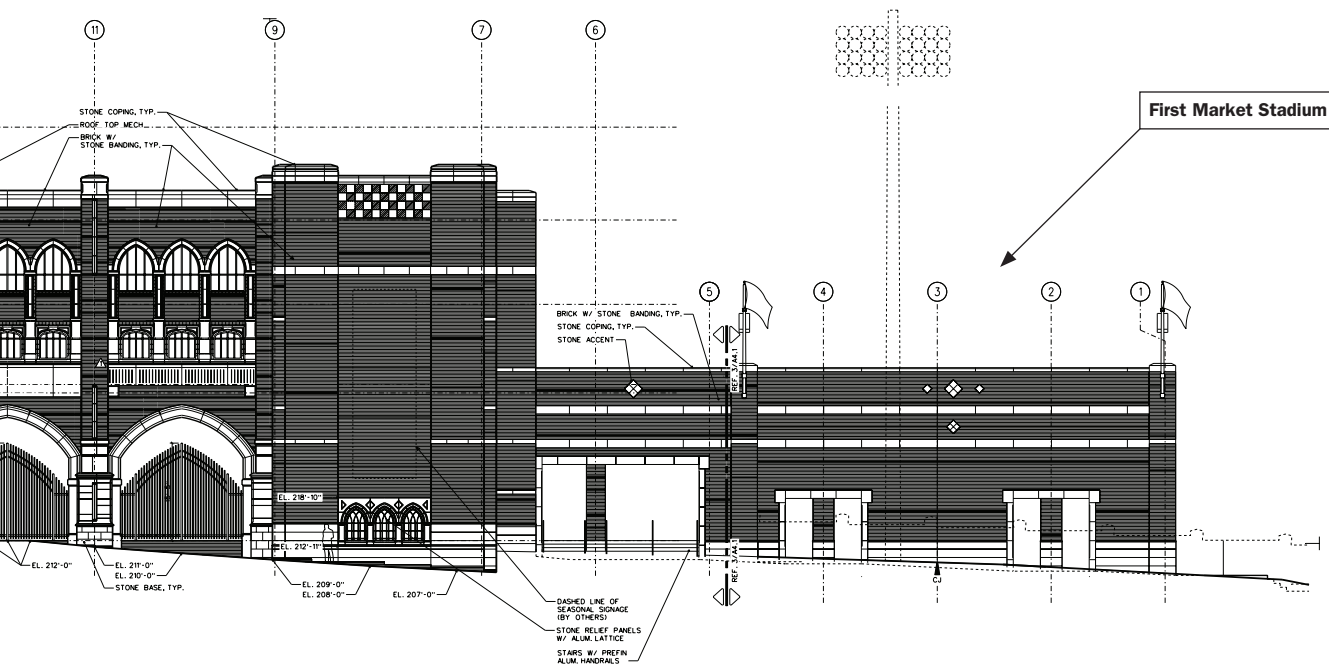 11
9
7
6
First Market Stadium
STONE COPING, TYP.
ROOF TOP MECH.
BRICK W/
STONE BANDING, TYP.
5
4
3
2
1
BRICK W/ STONE BANDING, TYP.
STONE COPING, TYP.
STONE ACCENT
REF. 3/A4.1
EL. 218'-10"
EL. 212'-11"
EL. 212'-0"
EL. 211'-0"
EL. 210'-0"
STONE BASE, TYP.
EL. 209'-0"
EL. 208'-0"
EL. 207'-0"
REF. 3/A4.1
CJ
DASHED LINE OF
SEASONAL SIGNAGE
(BY OTHERS)
STONE RELIEF PANELS
W/ ALUM. LATTICE
STAIRS W/ PREFIN
ALUM. HANDRAILS